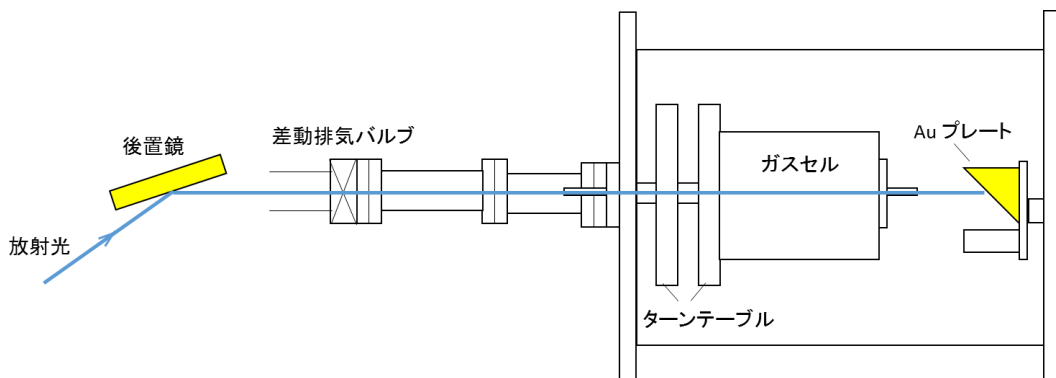 後置鏡
放射光
差動排気バルブ
ガスセル
Au プレート
ターンテーブル